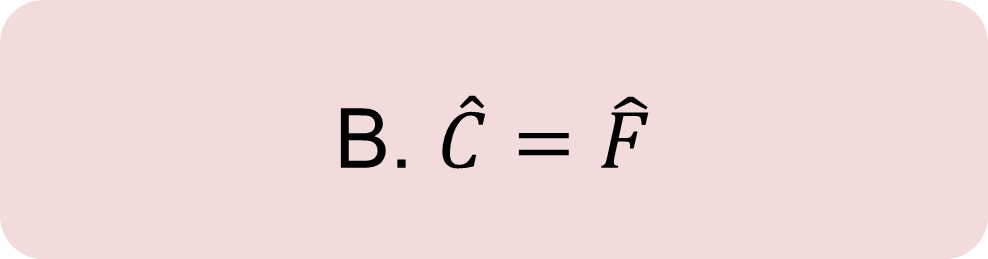 B. Ĉ = F̂